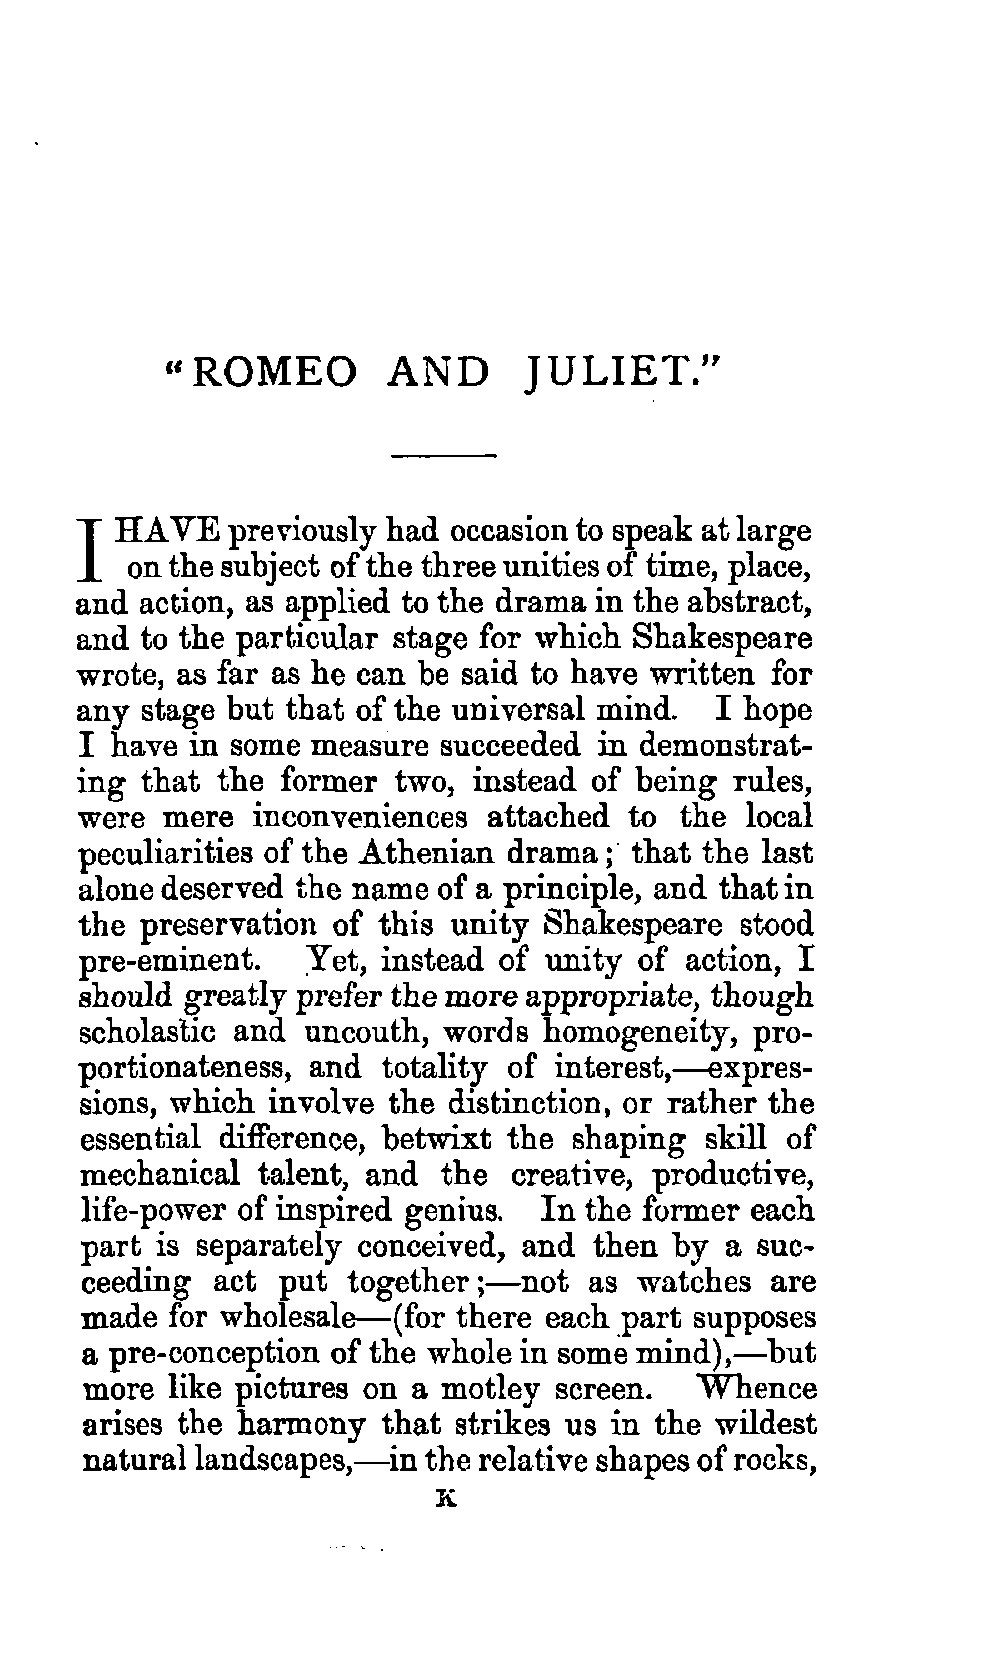 "ROMEO AND JULIET."
I HAVE previously had occasion to speak at large
on the subject of the three unities of time, place,
and action, as applied to the drama in the abstract,
and to the particular stage for which Shakespeare
wrote, as far as he can be said to have written for
any stage but that of the universal mind. I hope
I have in some measure succeeded in demonstrat-
ing that the former two, instead of being rules,
were mere inconveniences attached to the local
peculiarities of the Athenian drama; that the last
alone deserved the name of a principle, and that in
the preservation of this unity Shakespeare stood
pre-eminent. Yet, instead of unity of action, I
should greatly prefer the more appropriate, though
scholastic and uncouth, words homogeneity, pro-
portionateness, and totality of interest,—expres-
sions, which involve the distinction, or rather the
essential difference, betwixt the shaping skill of
mechanical talent, and the creative, productive,
life-power of inspired genius. In the former each
part is separately conceived, and then by a suc-
ceeding act put together;—not as watches are
made for wholesale—(for there each part supposes
a pre-conception of the whole in some mind),—but
more like pictures on a motley screen. Whence
arises the harmony that strikes us in the wildest
natural landscapes,—in the relative shapes of rocks,
K